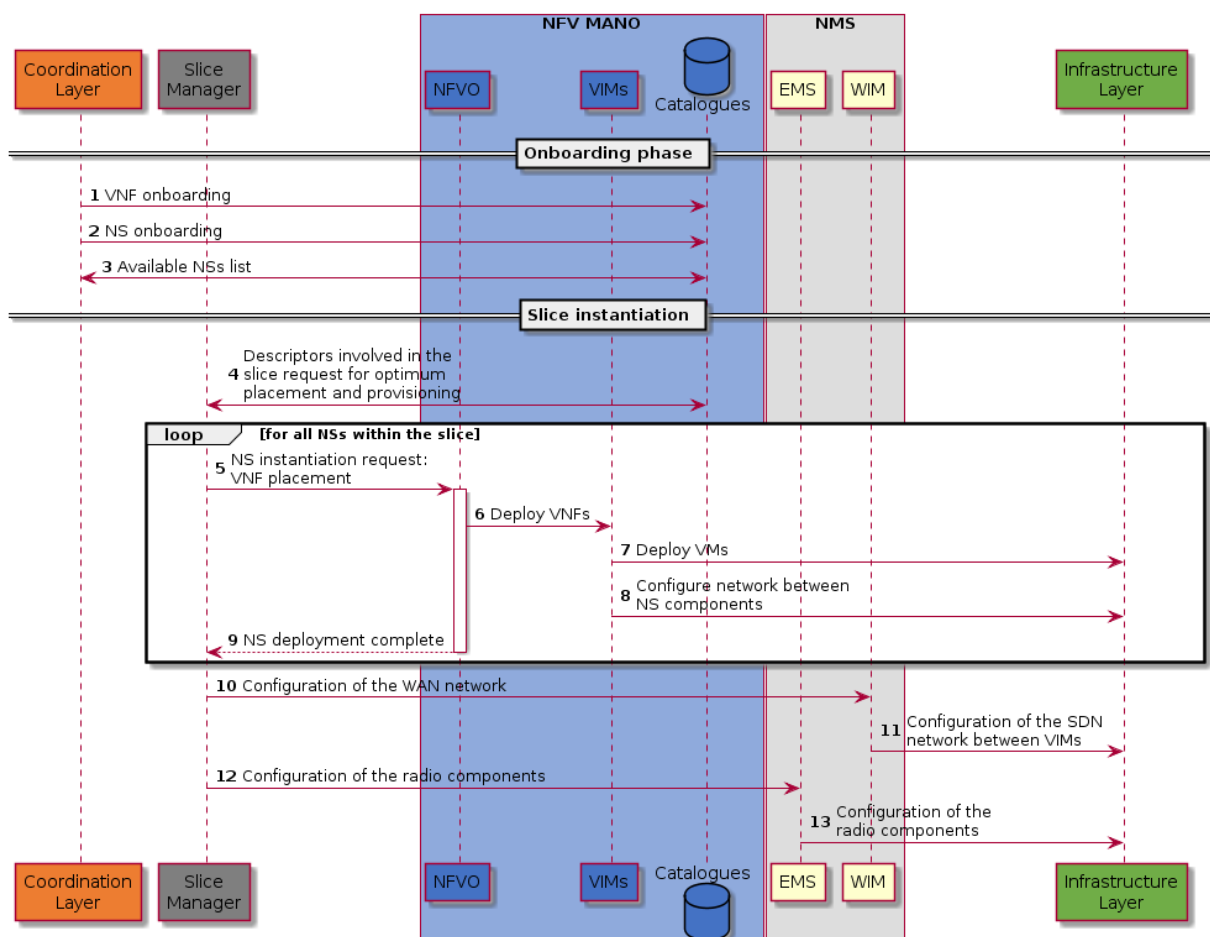 NFV MANO
NMS
Coordination
Layer
Slice
Manager
NFVO
VIMs
Catalogues
EMS
WIM
Infrastructure
Layer
Onboarding phase
1 VNF onboarding
2 NS onboarding
3 Available NSs list
Slice instantiation
Descriptors involved in the
4 slice request for optimum
placement and provisioning
loop [for all NSs within the slice]
5 NS instantiation request:
VNF placement
6 Deploy VNFs
7 Deploy VMs
8 Configure network between
NS components
9 NS deployment complete
10 Configuration of the WAN network
11 Configuration of the SDN
network between VIMs
12 Configuration of the radio components
13 Configuration of the
radio components
Coordination
Layer
Slice
Manager
NFVO
VIMs
Catalogues
EMS
WIM
Infrastructure
Layer